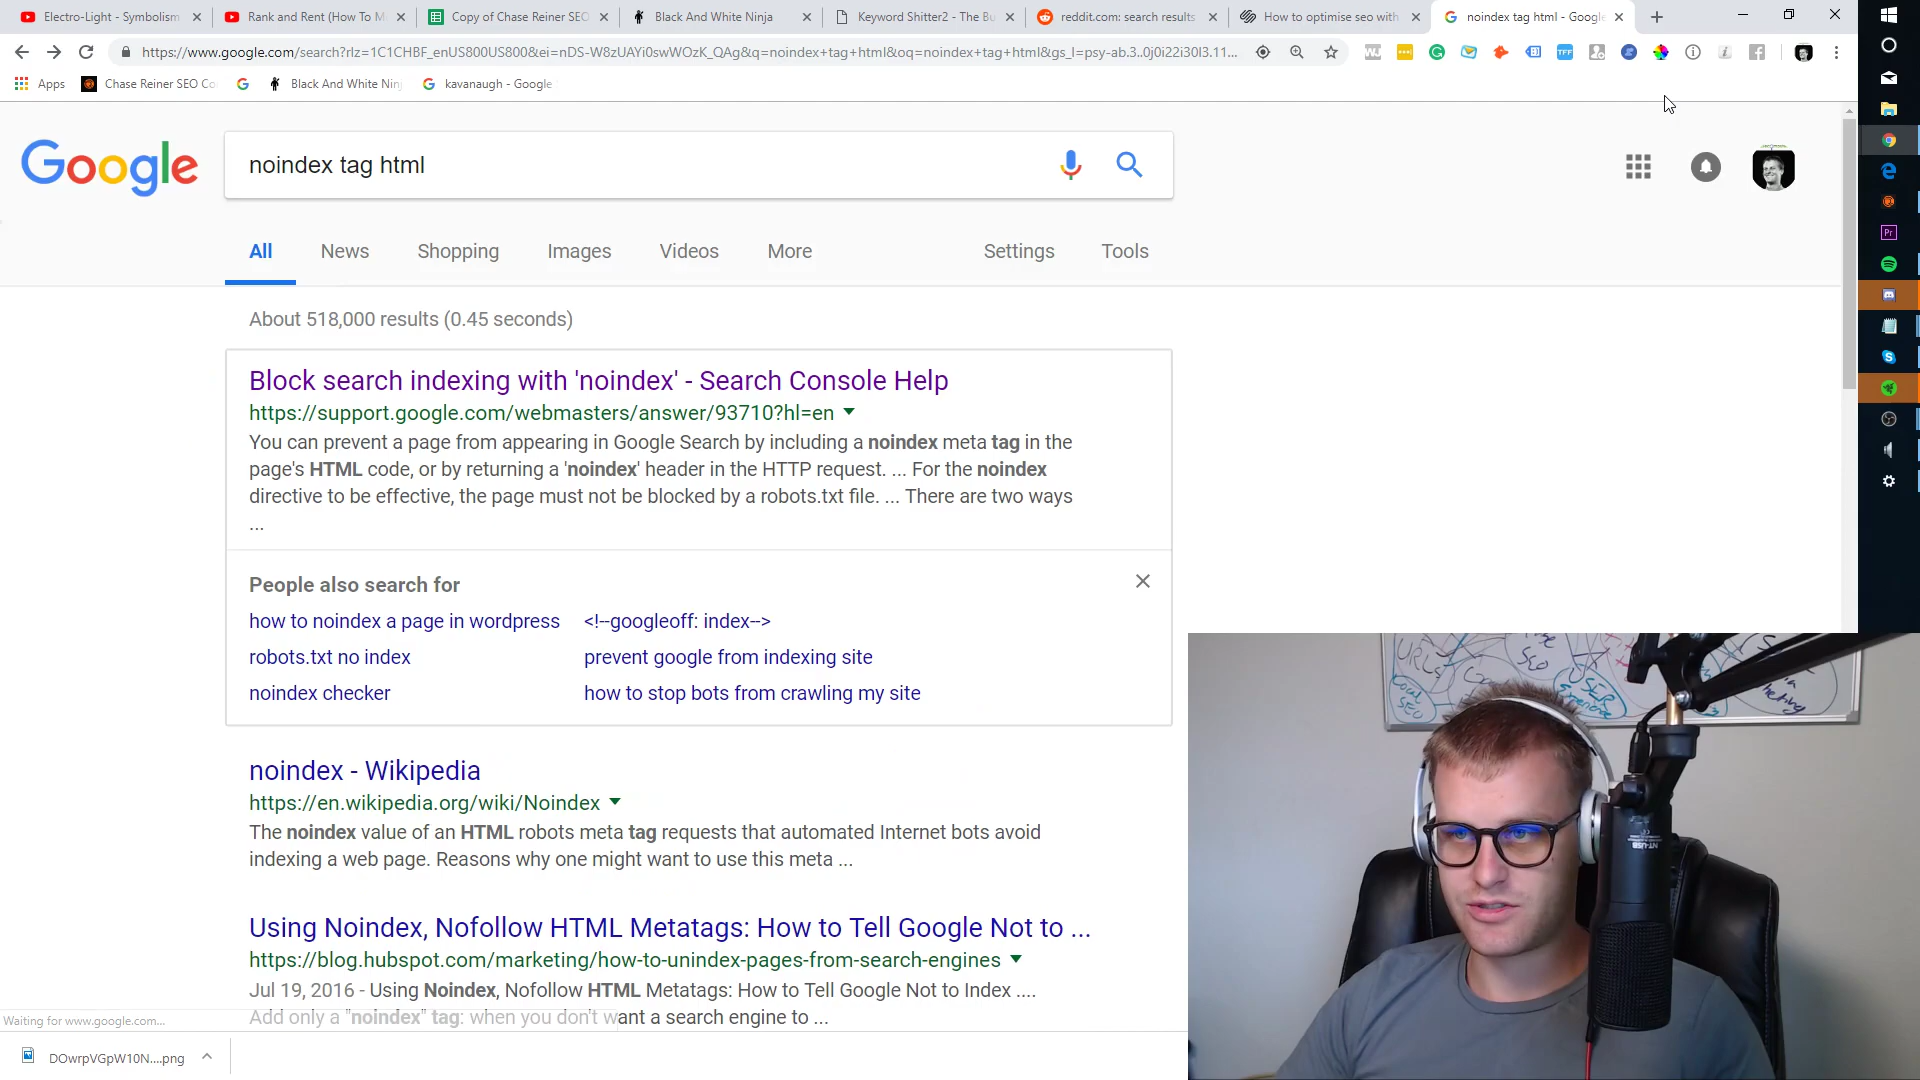 Electro-Light - Symbolism
Rank and Rent (How To M
Copy of Chase Reiner SEO
Black And White Ninja
Keyword Shitter2 - The Bu
reddit.com: search results
How to optimise seo with
noindex tag html - Google
https://www.google.com/search?rlz=1C1CHBF_enUS800US800&ei=nDS-W8zUAYi0swWOzK_QAg&q=noindex+tag+html&oq=noindex+tag+html&gs_l=psy-ab.3..0j0i22i30l3.11...
Apps
Chase Reiner SEO Co
Black And White Nin
kavanaugh - Google
Google
noindex tag html
All
News
Shopping
Images
Videos
More
Settings
Tools
About 518,000 results (0.45 seconds)
Block search indexing with 'noindex' - Search Console Help
https://support.google.com/webmasters/answer/93710?hl=en
You can prevent a page from appearing in Google Search by including a noindex meta tag in the
page's HTML code, or by returning a 'noindex' header in the HTTP request. ... For the noindex
directive to be effective, the page must not be blocked by a robots.txt file. ... There are two ways
...
People also search for
how to noindex a page in wordpress
<!--googleoff: index-->
robots.txt no index
prevent google from indexing site
noindex checker
how to stop bots from crawling my site
noindex - Wikipedia
https://en.wikipedia.org/wiki/Noindex
The noindex value of an HTML robots meta tag requests that automated Internet bots avoid
indexing a web page. Reasons why one might want to use this meta ...
Using Noindex, Nofollow HTML Metatags: How to Tell Google Not to ...
https://blog.hubspot.com/marketing/how-to-unindex-pages-from-search-engines
Jul 19, 2016 - Using Noindex, Nofollow HTML Metatags: How to Tell Google Not to Index ....
Add only a "noindex" tag: when you don't want a search engine to ...
Waiting for www.google.com...
DOwrpVGpW10N....png
URLs
SEO
Local
SEO
SER
experience
NT-USB